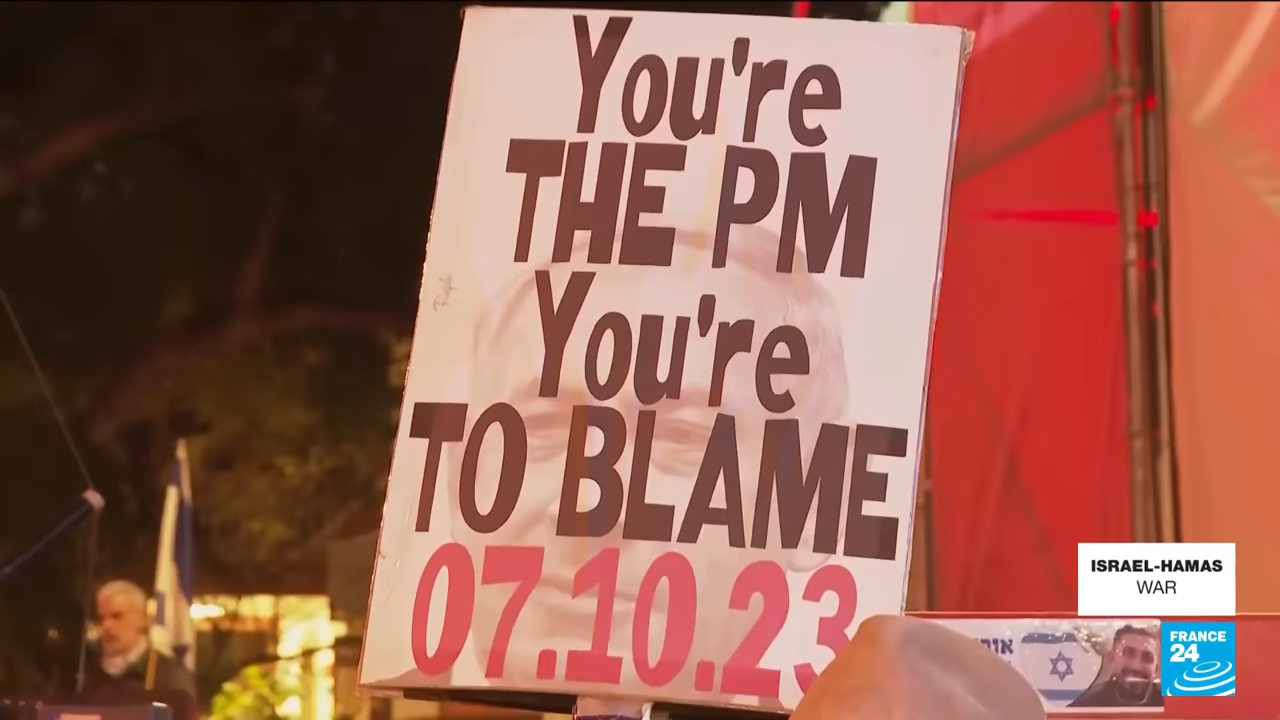 You're
THE PM
You're
TO BLAME
07.10.23
ISRAEL-HAMAS
WAR
FRANCE
24